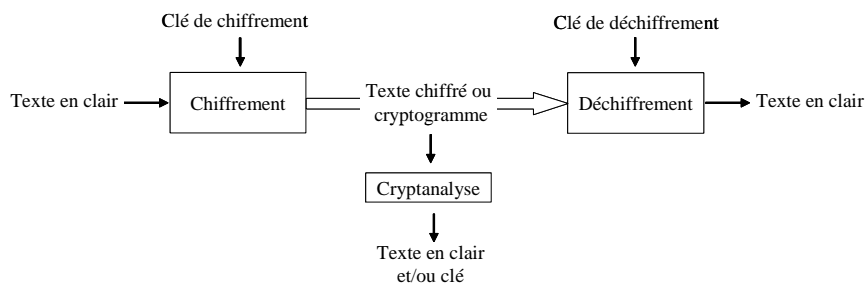 Clé de chiffrement
Clé de déchiffrement
Texte en clair
Chiffrement
Texte chiffré ou
cryptogramme
Déchiffrement
Texte en clair
Cryptanalyse
Texte en clair
et/ou clé